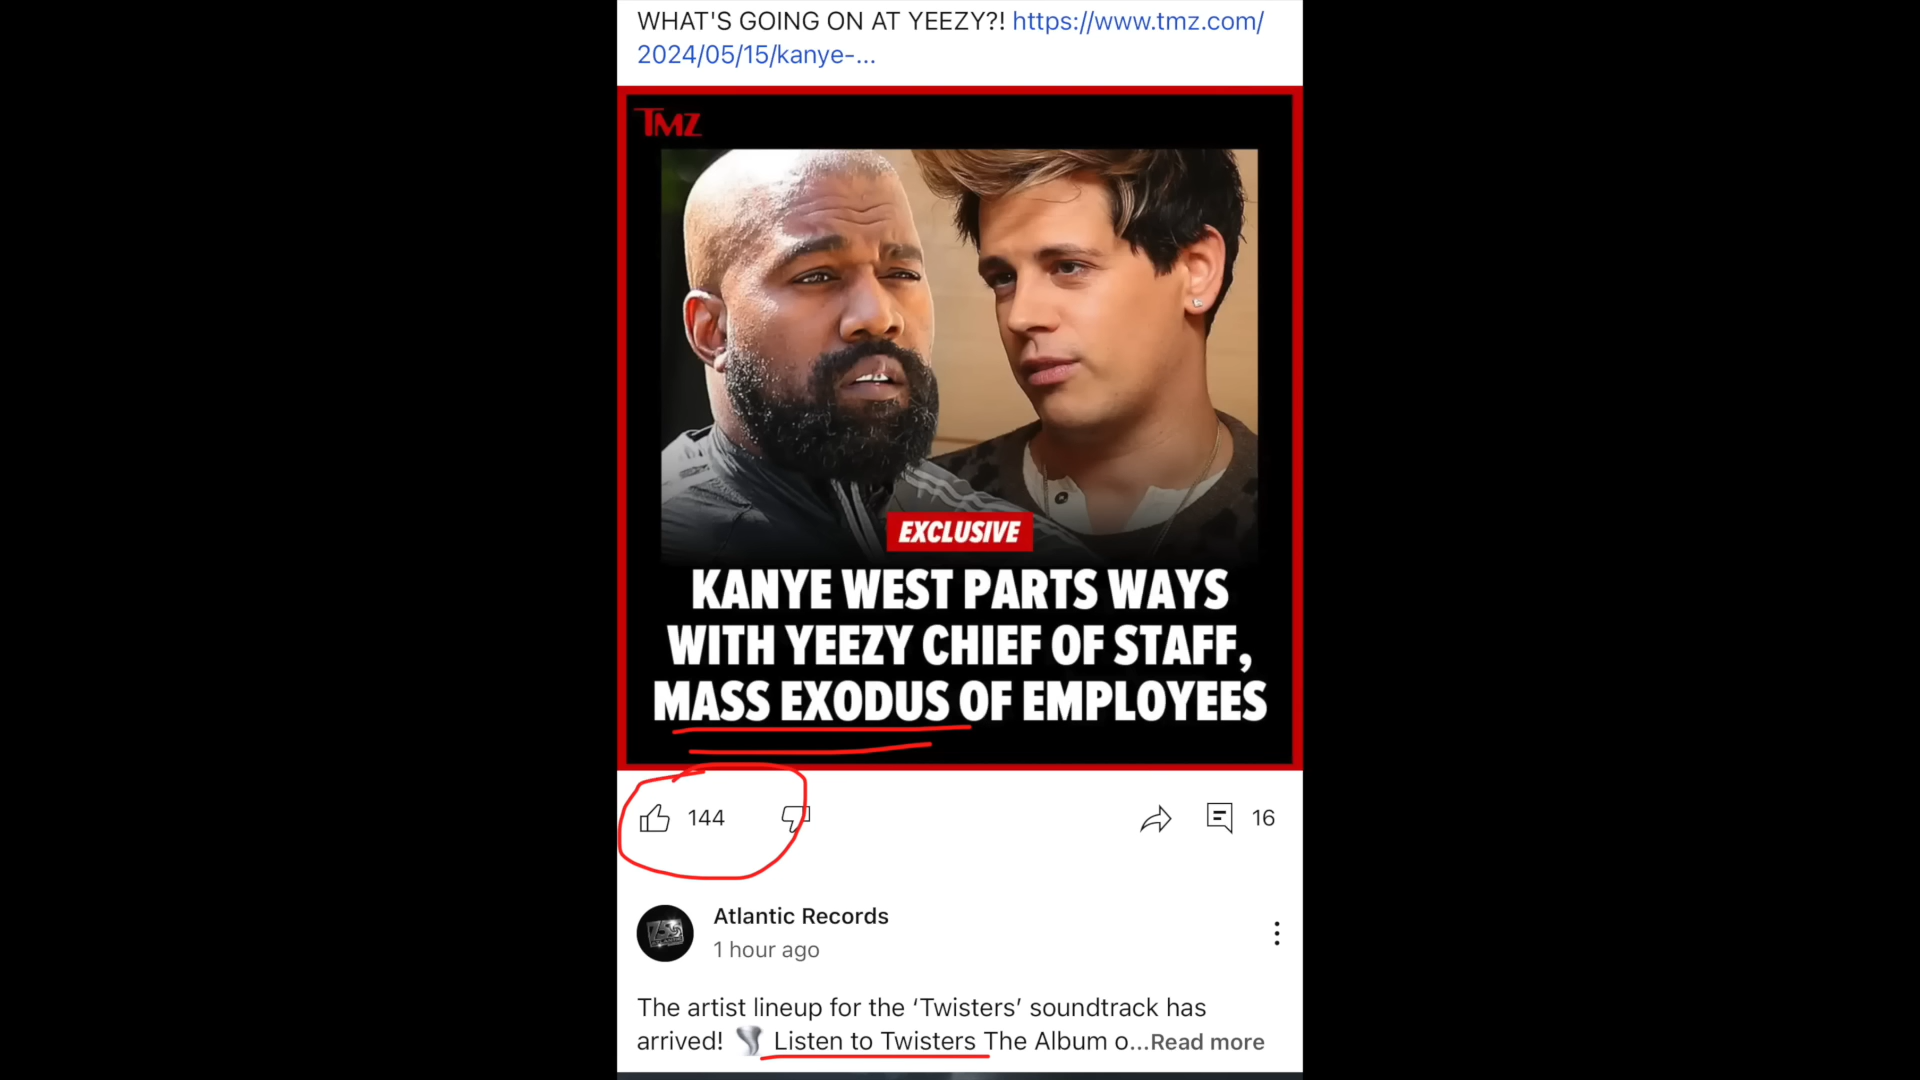 WHAT'S GOING ON AT YEEZY?! https://www.tmz.com/
2024/05/15/kanye-...
TMZ
EXCLUSIVE
KANYE WEST PARTS WAYS
WITH YEEZY CHIEF OF STAFF,
MASS EXODUS OF EMPLOYEES
144
16
Atlantic Records
1 hour ago
The artist lineup for the ‘Twisters’ soundtrack has
arrived! 🌪️ Listen to Twisters The Album o...Read more